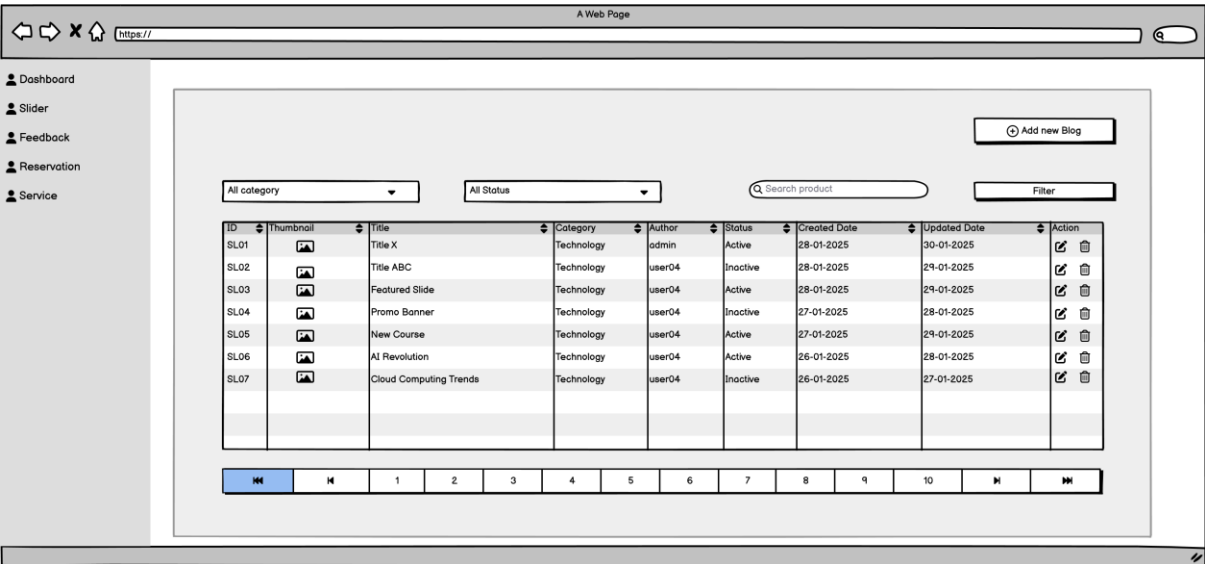 A Web Page
https://
Dashboard
Slider
Feedback
Reservation
Service
Add new Blog
All category All Status Search product Filter
ID Thumbnail Title Category Author Status Created Date Updated Date Action
SL01 Title X Technology admin Active 28-01-2025 30-01-2025
SL02 Title ABC Technology user04 Inactive 28-01-2025 29-01-2025
SL03 Featured Slide Technology user04 Active 28-01-2025 29-01-2025
SL04 Promo Banner Technology user04 Inactive 27-01-2025 28-01-2025
SL05 New Course Technology user04 Active 27-01-2025 29-01-2025
SL06 AI Revolution Technology user04 Active 26-01-2025 28-01-2025
SL07 Cloud Computing Trends Technology user04 Inactive 26-01-2025 27-01-2025
1 2 3 4 5 6 7 8 9 10